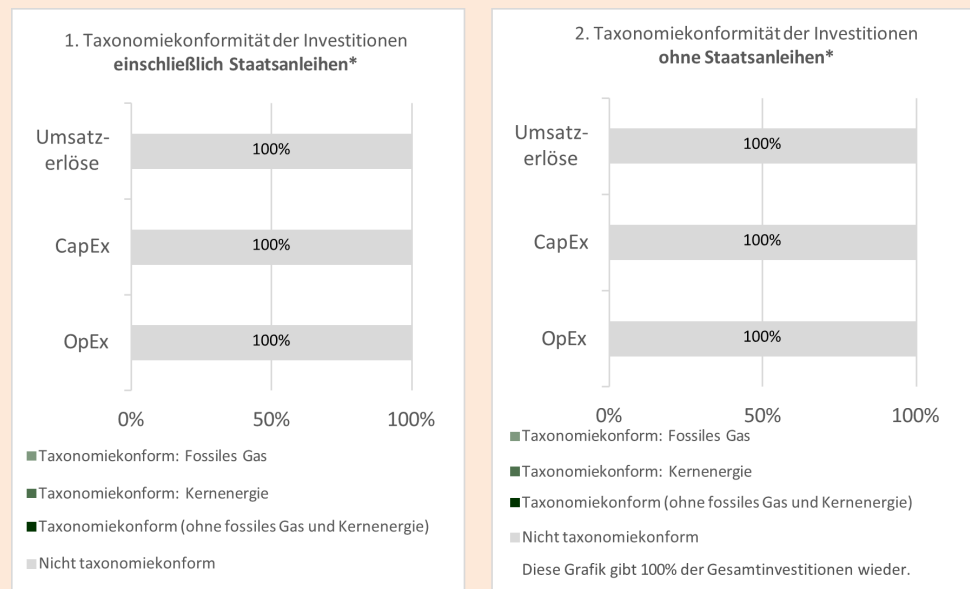 1. Taxonomiekonformität der Investitionen
einschließlich Staatsanleihen*
Umsatz-
erlöse
100%
CapEx
100%
OpEx
100%
0%
50%
100%
Taxonomiekonform: Fossiles Gas
Taxonomiekonform: Kernenergie
Taxonomiekonform (ohne fossiles Gas und Kernenergie)
Nicht taxonomiekonform
2. Taxonomiekonformität der Investitionen
ohne Staatsanleihen*
Umsatz-
erlöse
100%
CapEx
100%
OpEx
100%
0%
50%
100%
Taxonomiekonform: Fossiles Gas
Taxonomiekonform: Kernenergie
Taxonomiekonform (ohne fossiles Gas und Kernenergie)
Nicht taxonomiekonform
Diese Grafik gibt 100% der Gesamtinvestitionen wieder.